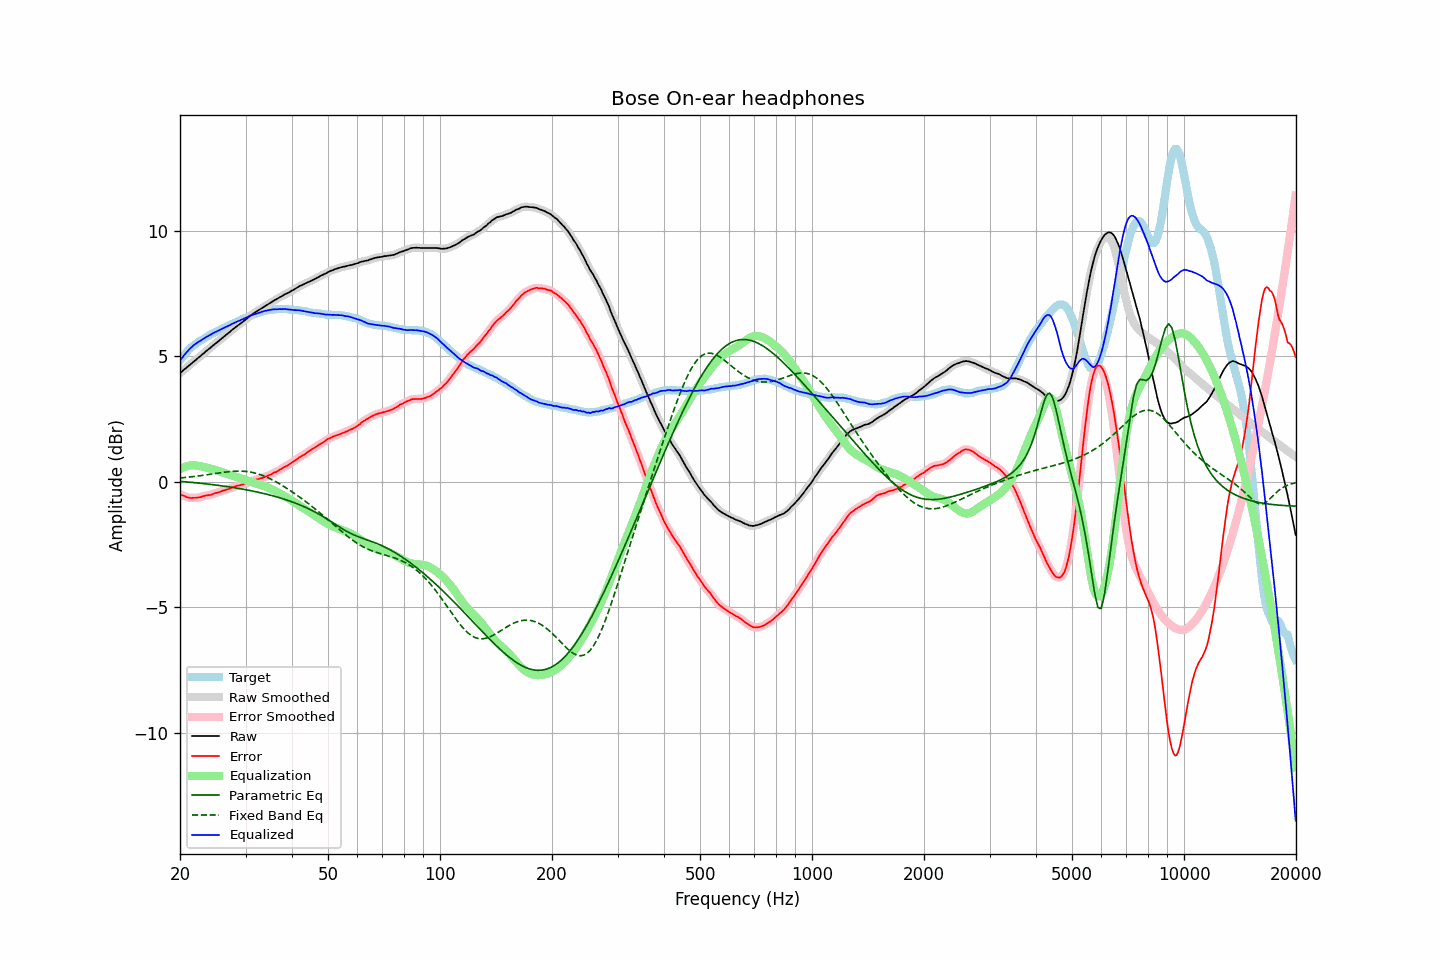 Bose On-ear headphones
Amplitude (dBr)
10
5
0
−5
−10
Target
Raw Smoothed
Error Smoothed
Raw
Error
Equalization
Parametric Eq
Fixed Band Eq
Equalized
20 50 100 200 500 1000 2000 5000 10000 20000
Frequency (Hz)